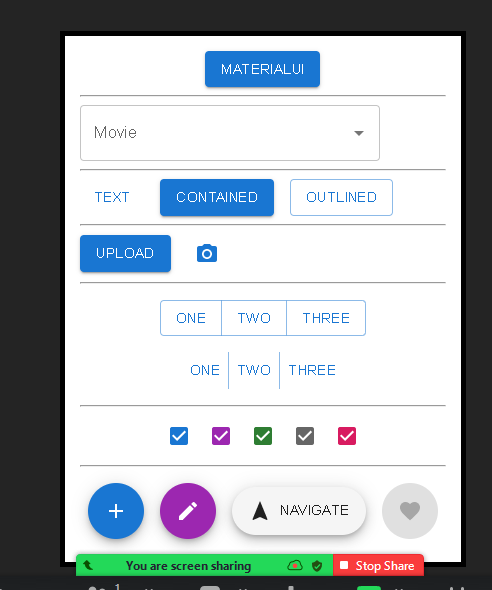 MATERIALUI
Movie
TEXT CONTAINED OUTLINED
UPLOAD
ONE TWO THREE
ONE TWO THREE
NAVIGATE
You are screen sharing Stop Share
1